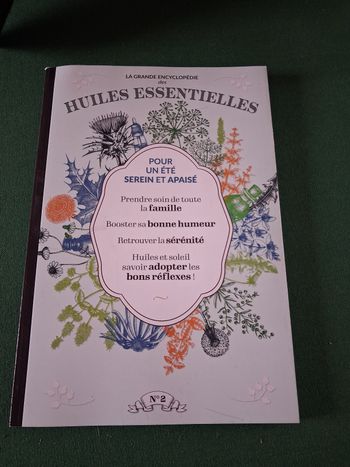 LA GRANDE ENCYCLOPÉDIE
des
HUILES ESSENTIELLES
POUR
UN ÉTÉ
SEREIN ET APAISÉ
Prendre soin de toute
la famille
Booster sa bonne humeur
Retrouver la sérénité
Huiles et soleil
savoir adopter les
bons réflexes !
N° 2